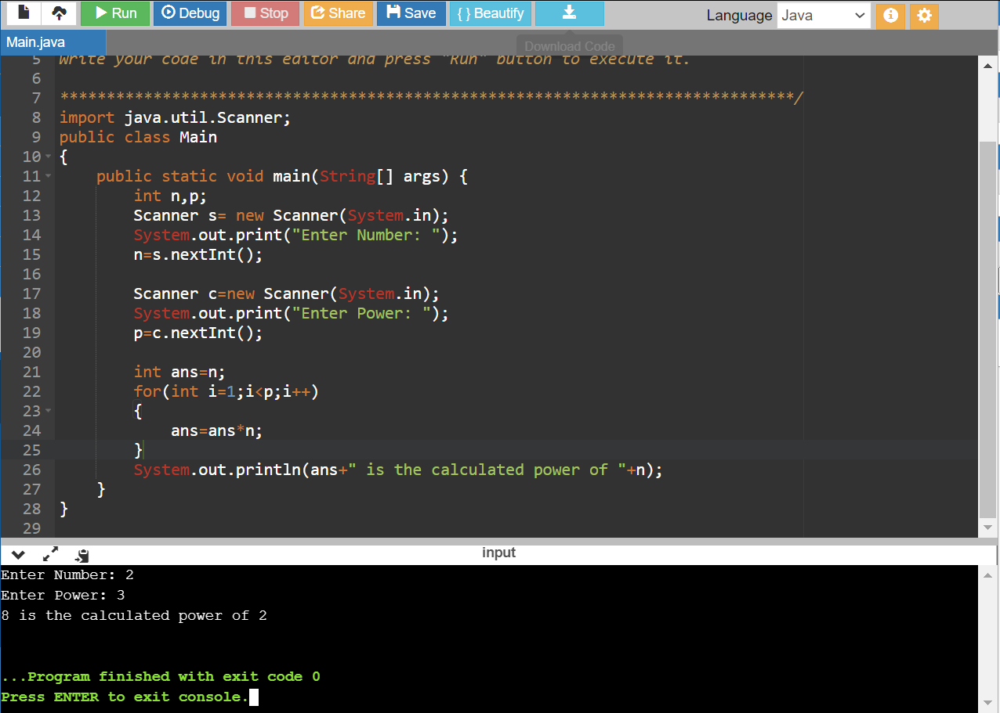 Run Debug Stop Share Save { } Beautify Language Java
Main.java
Download Code
5 Write your code in this editor and press "Run" button to execute it.
6
7 *******************************************************************************/
8 import java.util.Scanner;
9 public class Main
10 {
11 public static void main(String[] args) {
12 int n,p;
13 Scanner s= new Scanner(System.in);
14 System.out.print("Enter Number: ");
15 n=s.nextInt();
16
17 Scanner c=new Scanner(System.in);
18 System.out.print("Enter Power: ");
19 p=c.nextInt();
20
21 int ans=n;
22 for(int i=1;i<p;i++)
23 {
24 ans=ans*n;
25 }
26 System.out.println(ans+" is the calculated power of "+n);
27 }
28 }
29
input
Enter Number: 2
Enter Power: 3
8 is the calculated power of 2
...Program finished with exit code 0
Press ENTER to exit console.